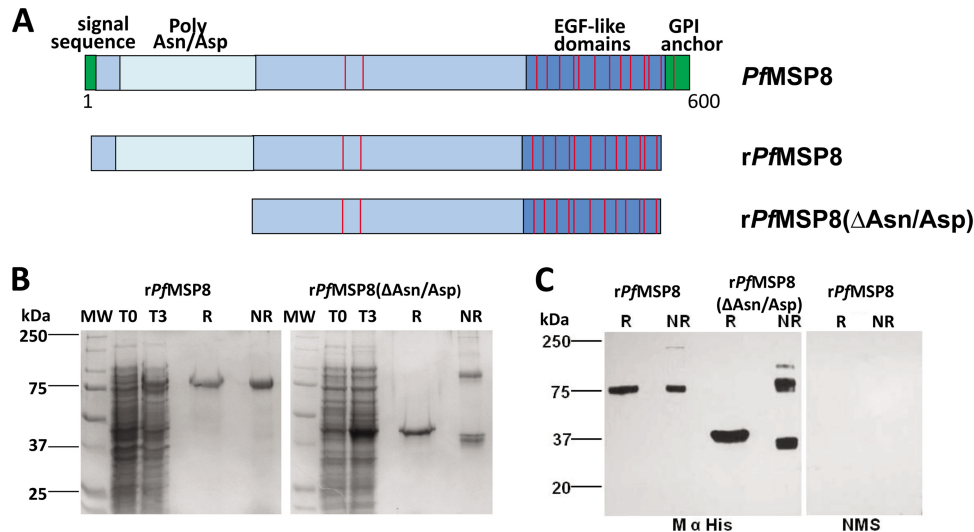 A
signal
sequence
Poly
Asn/Asp
EGF-like
domains
GPI
anchor
PfMSP8
1
600
rPfMSP8
rPfMSP8(ΔAsn/Asp)
B
rPfMSP8
rPfMSP8(ΔAsn/Asp)
kDa
MW T0 T3 R NR
MW T0 T3 R NR
250
75
37
25
C
rPfMSP8
rPfMSP8
(ΔAsn/Asp)
rPfMSP8
kDa
R NR R NR
R NR
250
75
37
20
M α His
NMS